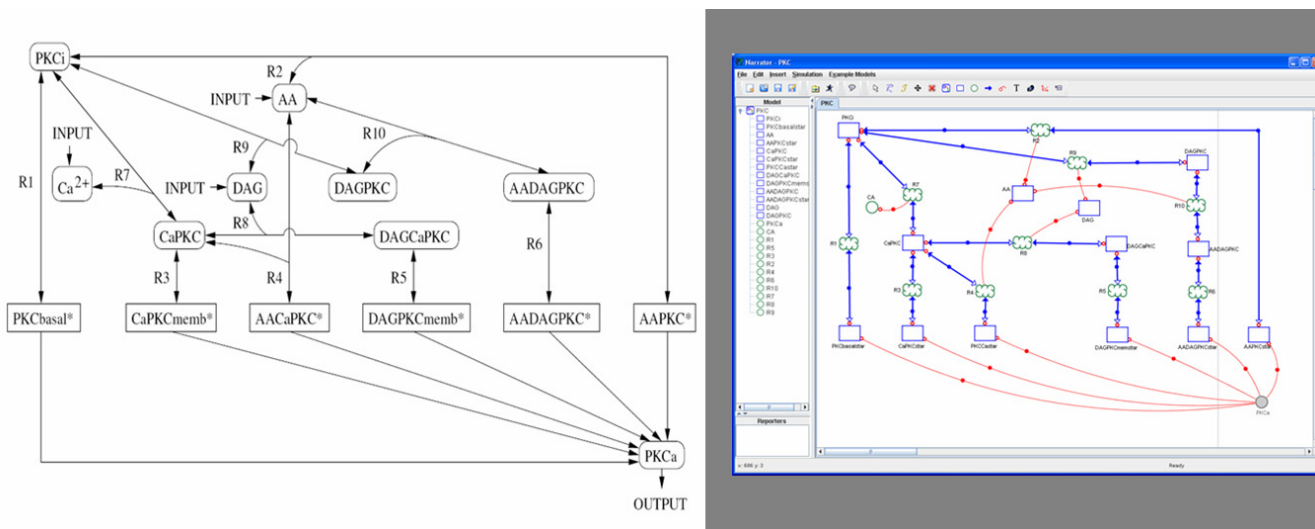 PKCi
R2
INPUT
AA
R10
INPUT
R9
R1
Ca2+
R7
INPUT
DAG
DAGPKC
AADAGPKC
R8
CaPKC
DAGCaPKC
R6
R3
R4
R5
PKCbasal*
CaPKCmemb*
AACaPKC*
DAGPKCmemb*
AADAGPKC*
AAPKC*
PKCa
OUTPUT
Narrator - PKC
File Edit Insert Simulation Example Models
T
Model
PKC
PKCi
PKCbasalstar
AA
AAPKCstar
CaPKC
CaPKCstar
PKCCastar
DAGCaPKC
DAGPKCmemst
AADAGPKC
AADAGPKCstar
DAG
DAGPKC
PKCa
CA
R1
R5
R3
R2
R4
R6
R10
R7
R8
R9
Reporters
PKC
PKCi
R2
R9
DAGPKC
R7
AA
CA
DAG
R10
R1
CaPKC
R8
DAGCaPKC
AADAGPKC
R3
R4
R5
R6
PKCbasalstar
CaPKCstar
PKCCastar
DAGPKCmemstar
AADAGPKCstar
AAPKCstar
PKCa
x: 686 y: 3
Ready